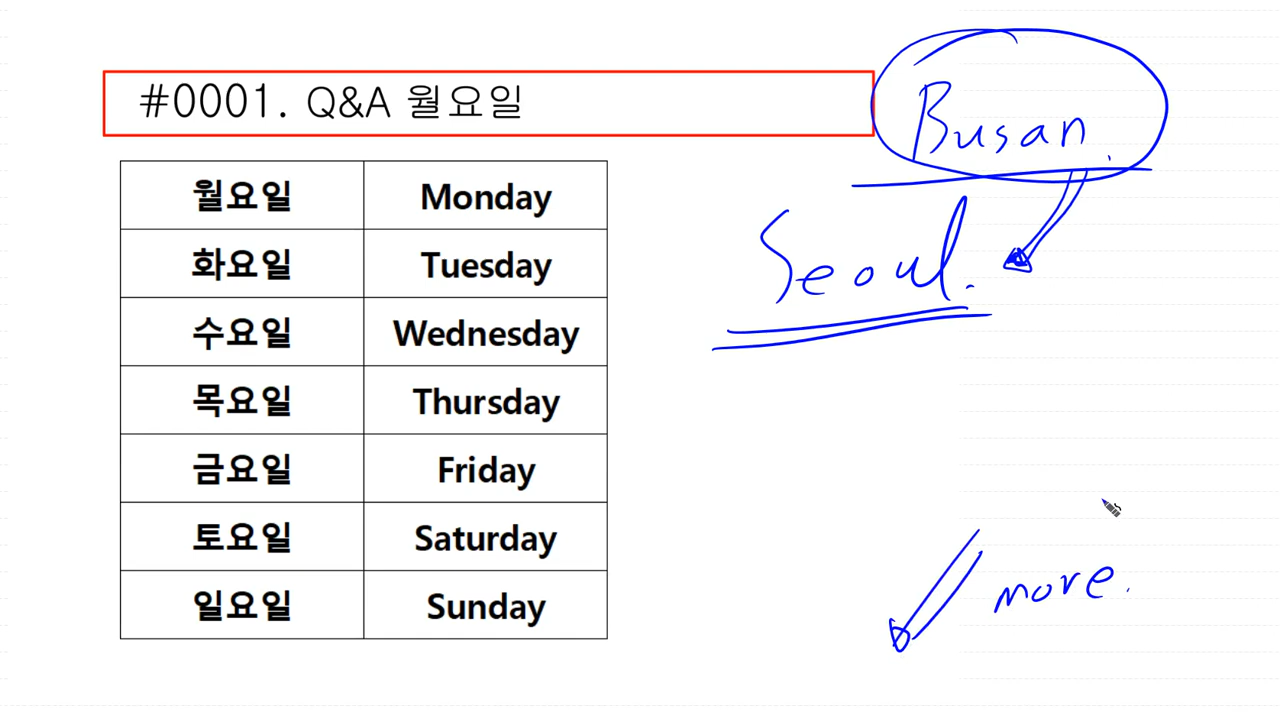 #0001. Q&A 월요일
월요일 Monday
화요일 Tuesday
수요일 Wednesday
목요일 Thursday
금요일 Friday
토요일 Saturday
일요일 Sunday
Busan.
Seoul.
more.